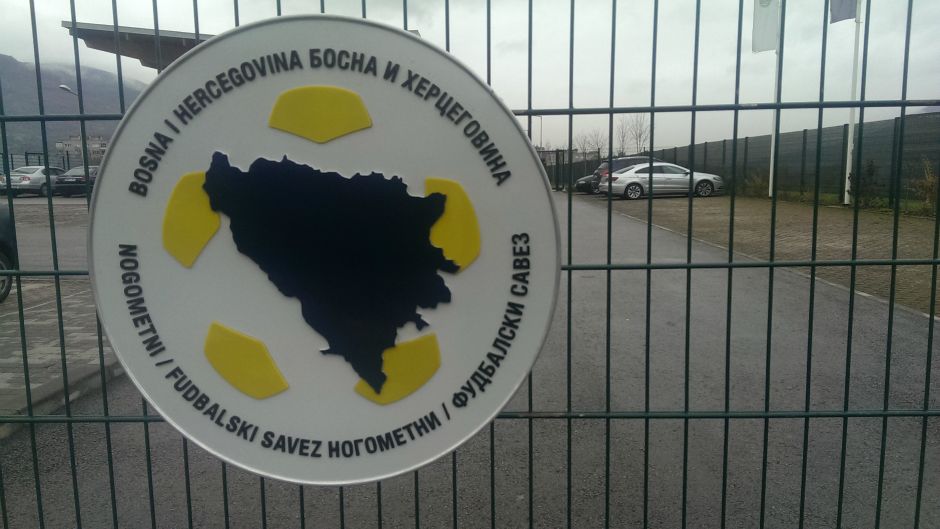 BOSNA I HERCEGOVINA БОСНА И ХЕРЦЕГОВИНА
NOGOMETNI / FUDBALSKI SAVEZ НОГОМЕТНИ / ФУДБАЛСКИ САВЕЗ